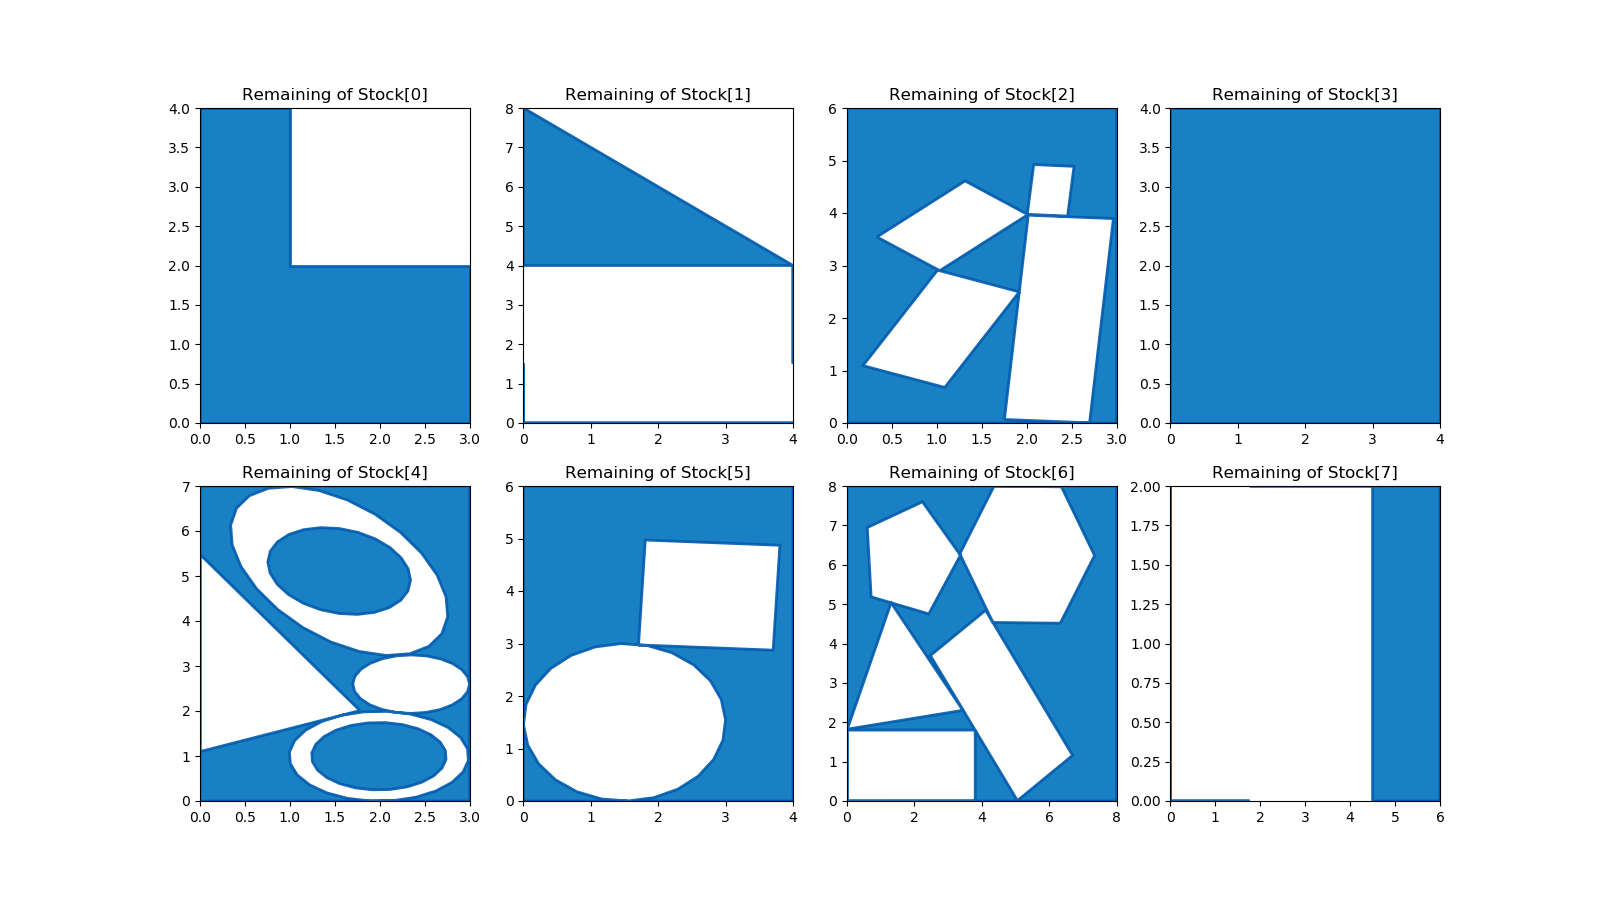 Remaining of Stock[0] Remaining of Stock[1] Remaining of Stock[2] Remaining of Stock[3]
4.0 8 6 4.0
3.5 7 5 3.5
3.0 6 4 3.0
2.5 5 3 2.5
2.0 4 2 2.0
1.5 3 1 1.5
1.0 2 0 1.0
0.5 1 0.5
0.0 0 0.0
0.0 0.5 1.0 1.5 2.0 2.5 3.0 0 1 2 3 4 0.0 0.5 1.0 1.5 2.0 2.5 3.0 0 1 2 3 4
Remaining of Stock[4] Remaining of Stock[5] Remaining of Stock[6] Remaining of Stock[7]
7 6 8 2.00
6 5 7 1.75
5 4 6 1.50
4 3 5 1.25
3 2 4 1.00
2 1 3 0.75
1 0 2 0.50
0 1 0.25
0 0.00
0.0 0.5 1.0 1.5 2.0 2.5 3.0 0 1 2 3 4 0 2 4 6 8 0 1 2 3 4 5 6